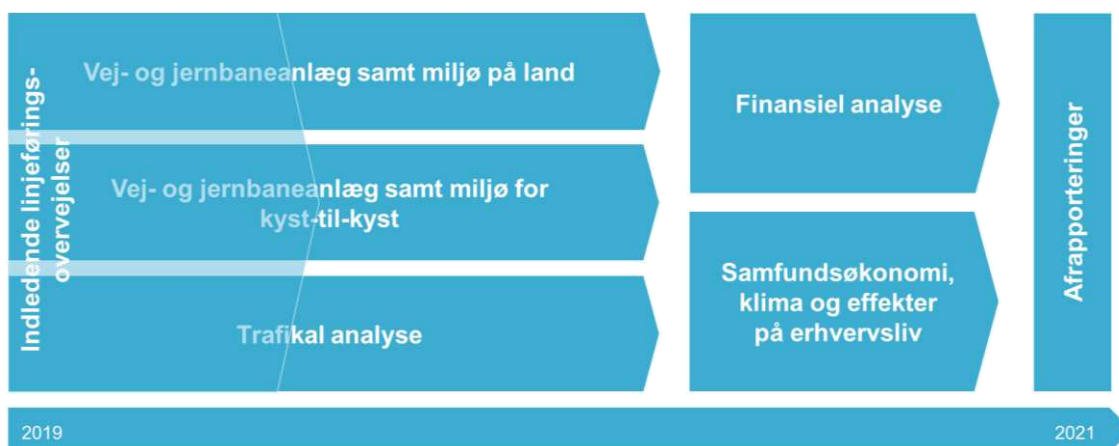 Indledende linjeførings-
overvejelser
Vej- og jernbaneanlæg samt miljø på land
Vej- og jernbaneanlæg samt miljø for
kyst-til-kyst
Trafikal analyse
Finansiel analyse
Samfundsøkonomi,
klima og effekter
på erhvervsliv
Afrapporteringer
2019
2021